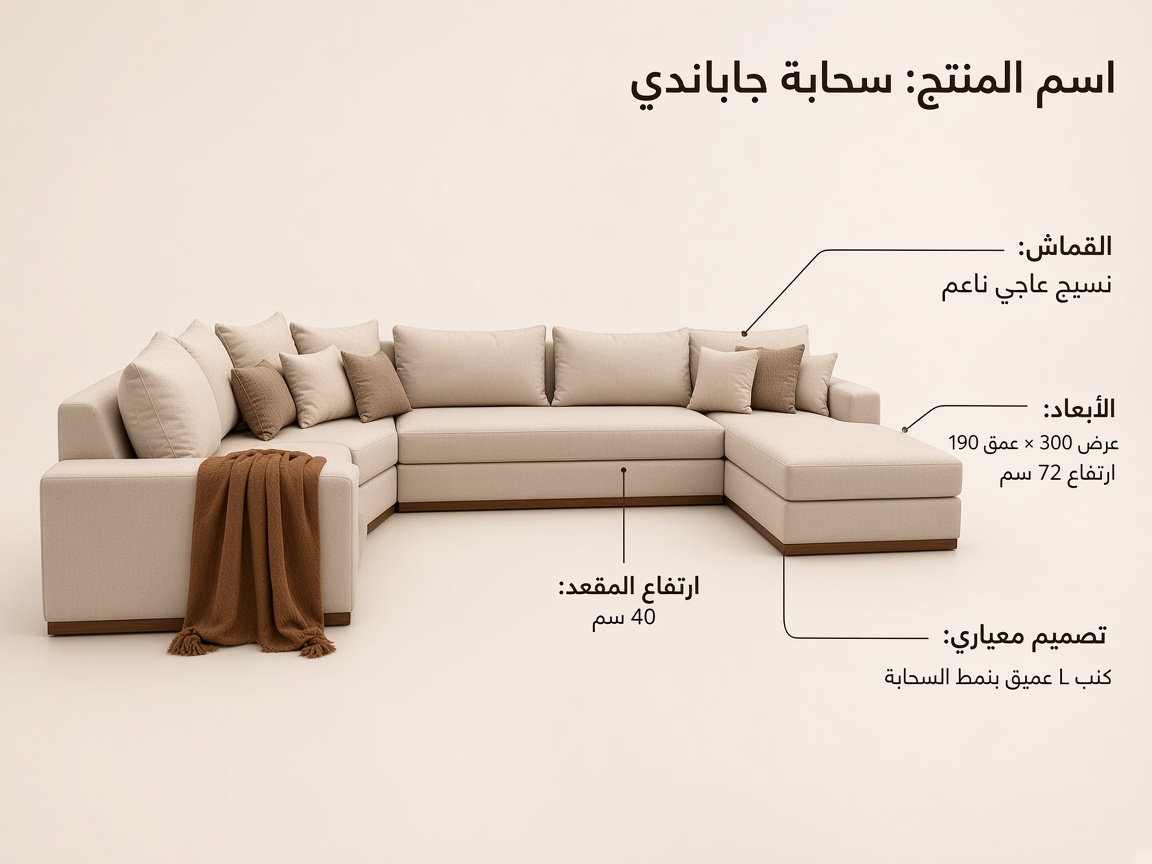 اسم المنتج: سحابة جاباندي
القماش:
نسيج عاجي ناعم
الأبعاد:
عرض 300 × عمق 190
ارتفاع 72 سم
ارتفاع المقعد:
40 سم
تصميم معياري:
كنب L عميق بنمط السحابة